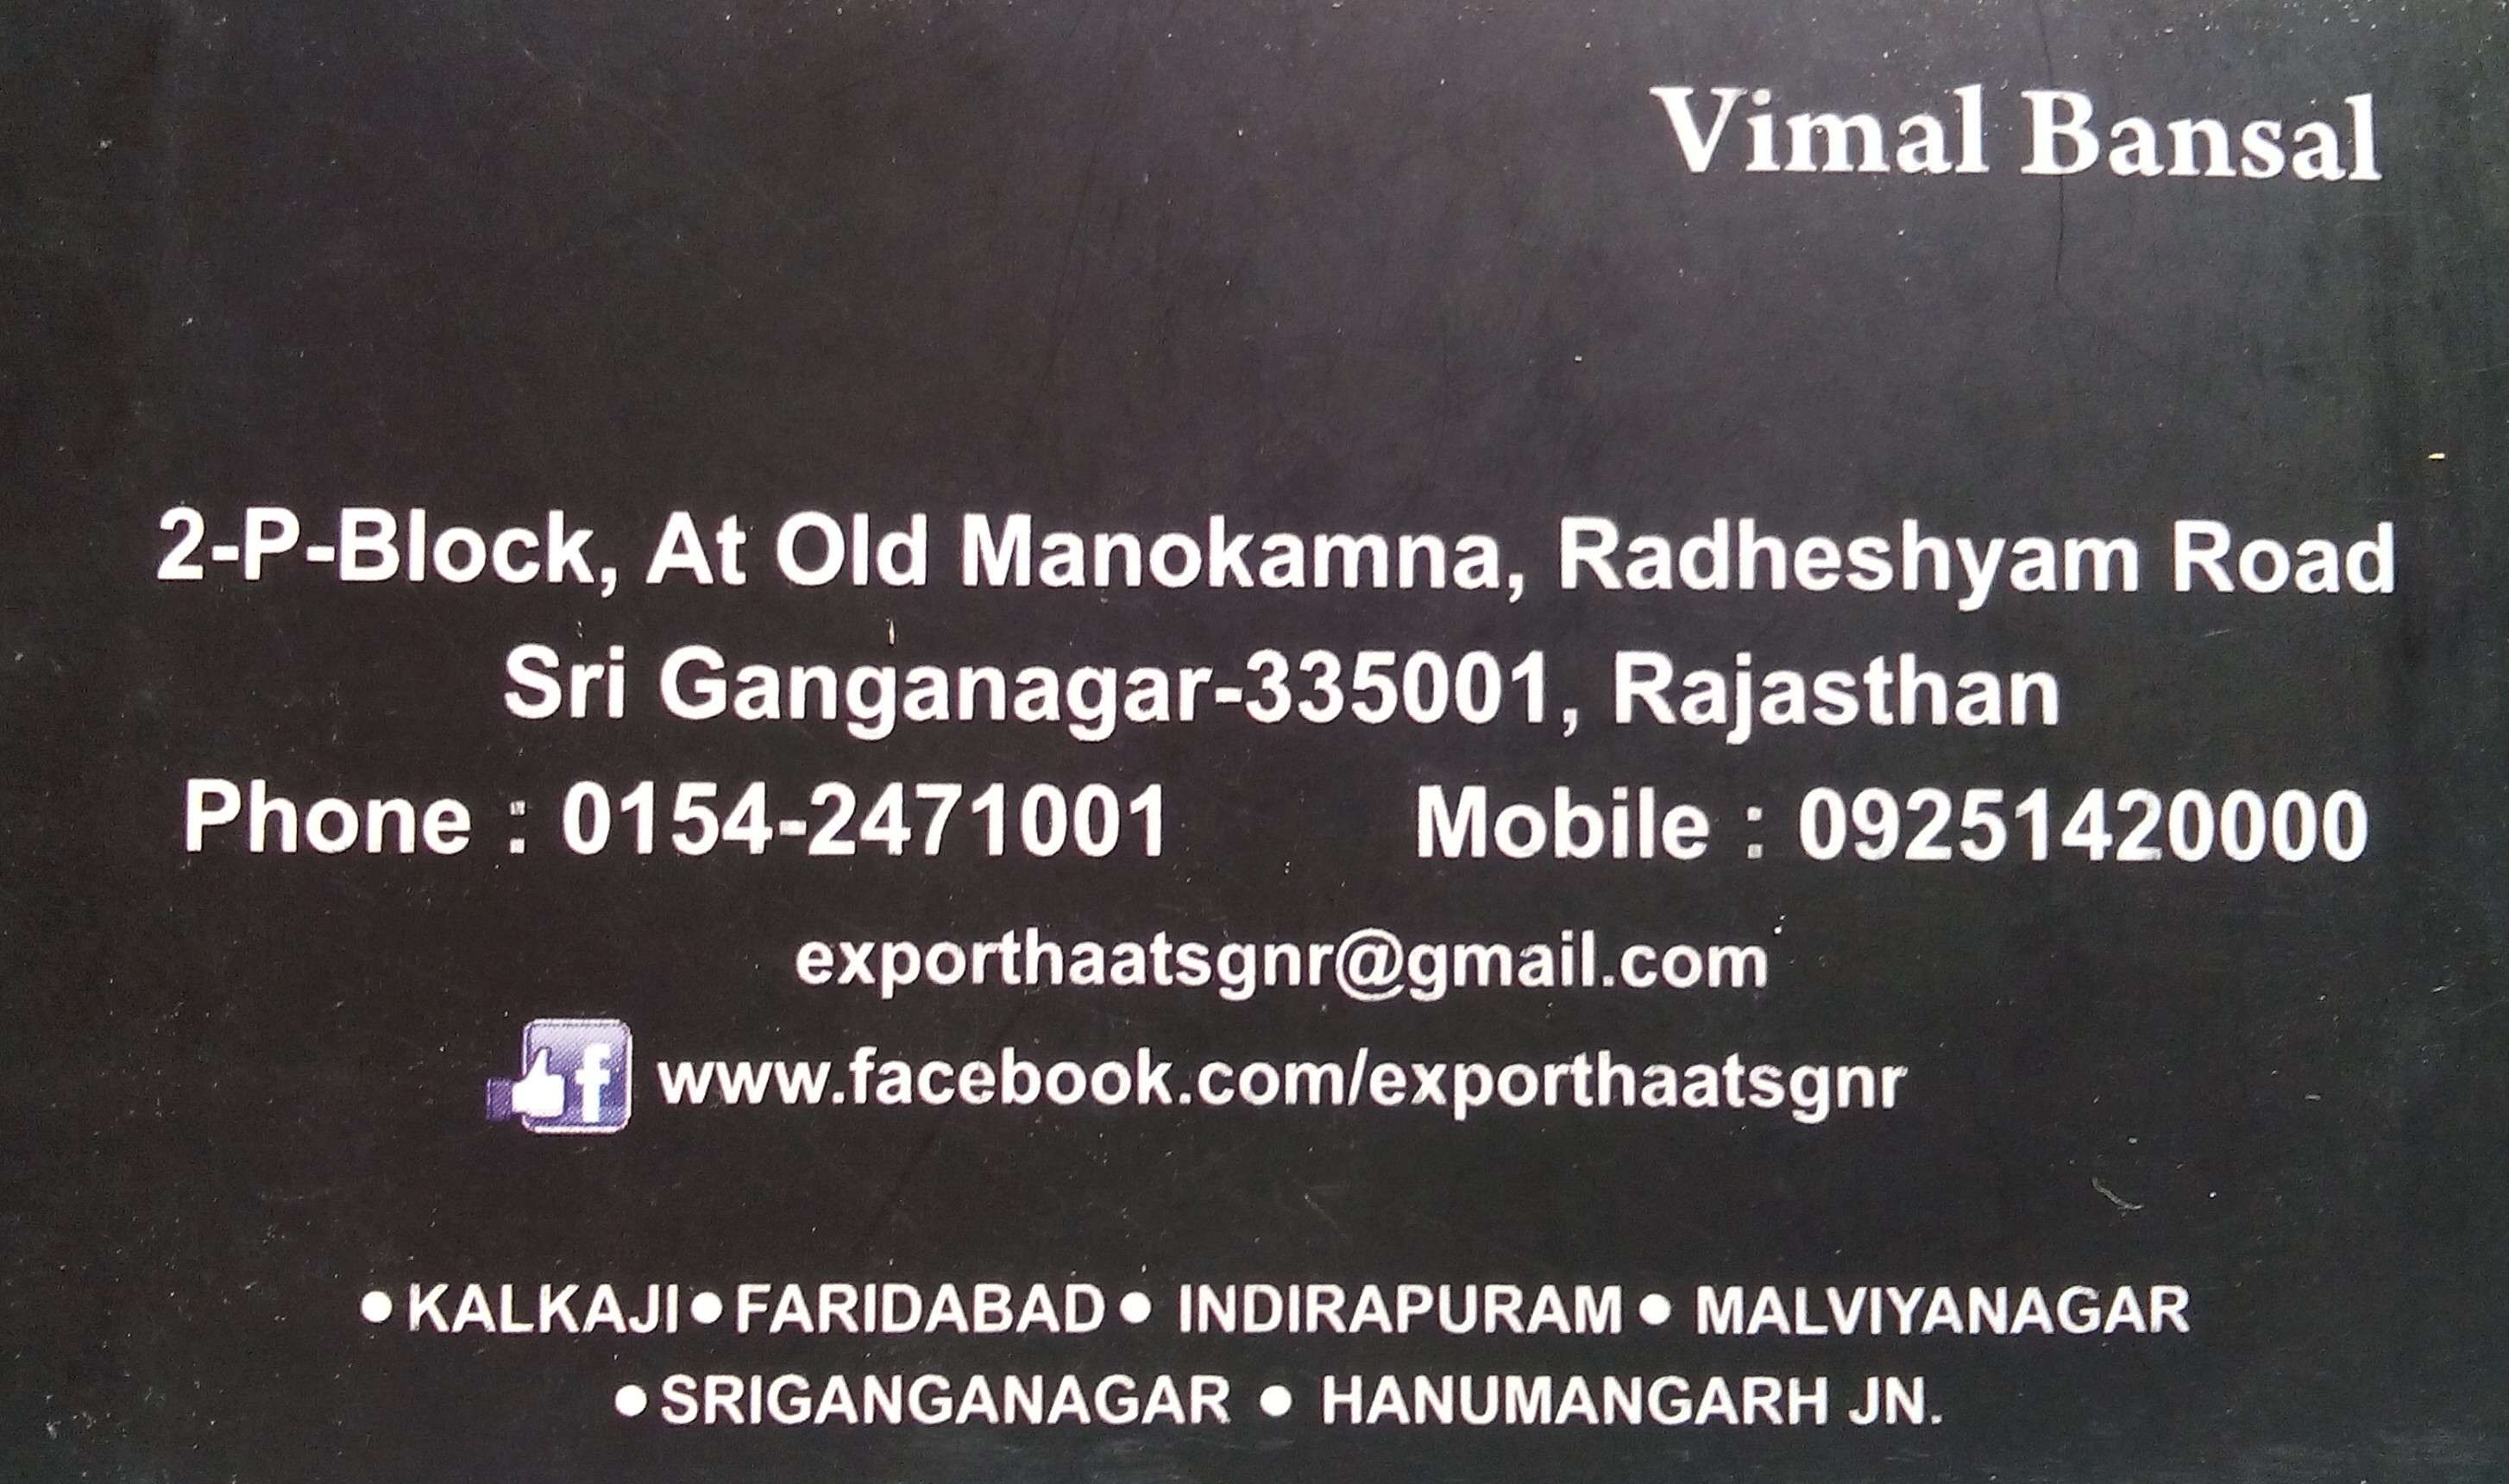 Vimal Bansal
2-P-Block, At Old Manokamna, Radheshyam Road
Sri Ganganagar-335001, Rajasthan
Phone : 0154-2471001 Mobile : 09251420000
exporthaatsgnr@gmail.com
f www.facebook.com/exporthaatsgnr
•KALKAJI•FARIDABAD• INDIRAPURAM• MALVIYANAGAR
•SRIGANGANAGAR • HANUMANGARH JN.